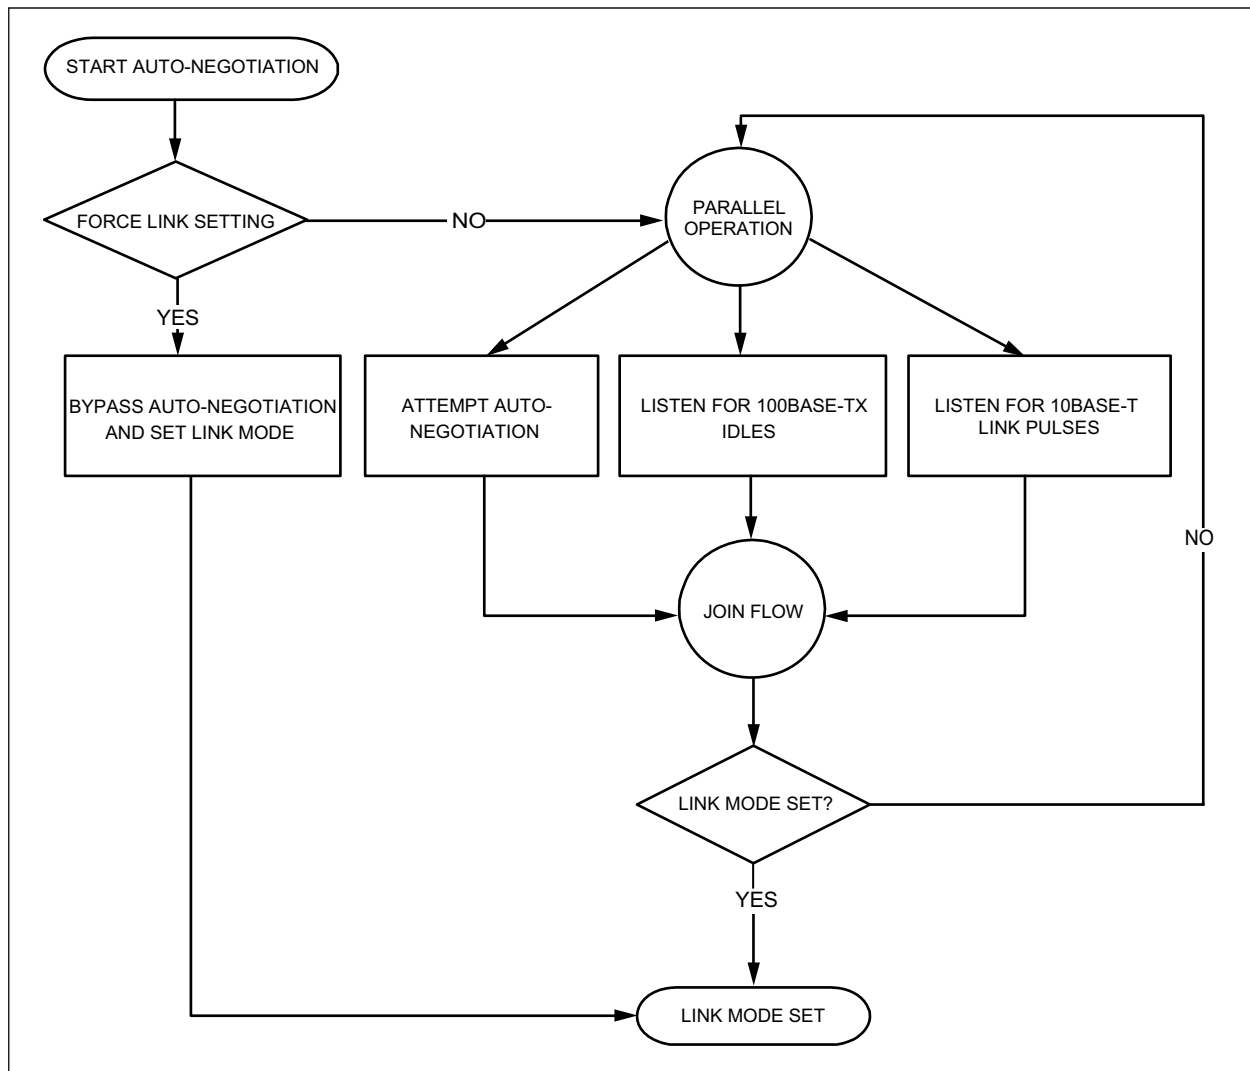 START AUTO-NEGOTIATION
FORCE LINK SETTING
NO
PARALLEL
OPERATION
YES
BYPASS AUTO-NEGOTIATION
AND SET LINK MODE
ATTEMPT AUTO-
NEGOTIATION
LISTEN FOR 100BASE-TX
IDLES
LISTEN FOR 10BASE-T
LINK PULSES
NO
JOIN FLOW
LINK MODE SET?
YES
LINK MODE SET